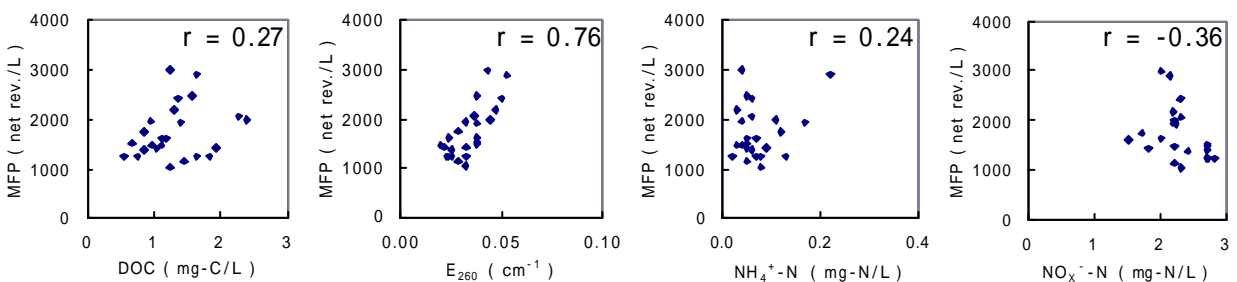 4000
3000
2000
1000
0
MFP ( net rev./L )
r = 0.27
0 1 2 3
DOC ( mg-C/L )
4000
3000
2000
1000
0
MFP ( net rev./L )
r = 0.76
0.00 0.05 0.10
E260 ( cm-1 )
4000
3000
2000
1000
0
MFP ( net rev./L )
r = 0.24
0.0 0.2 0.4
NH4+-N ( mg-N/L )
4000
3000
2000
1000
0
MFP ( net rev./L )
r = -0.36
0 1 2 3
NOX--N ( mg-N/L )